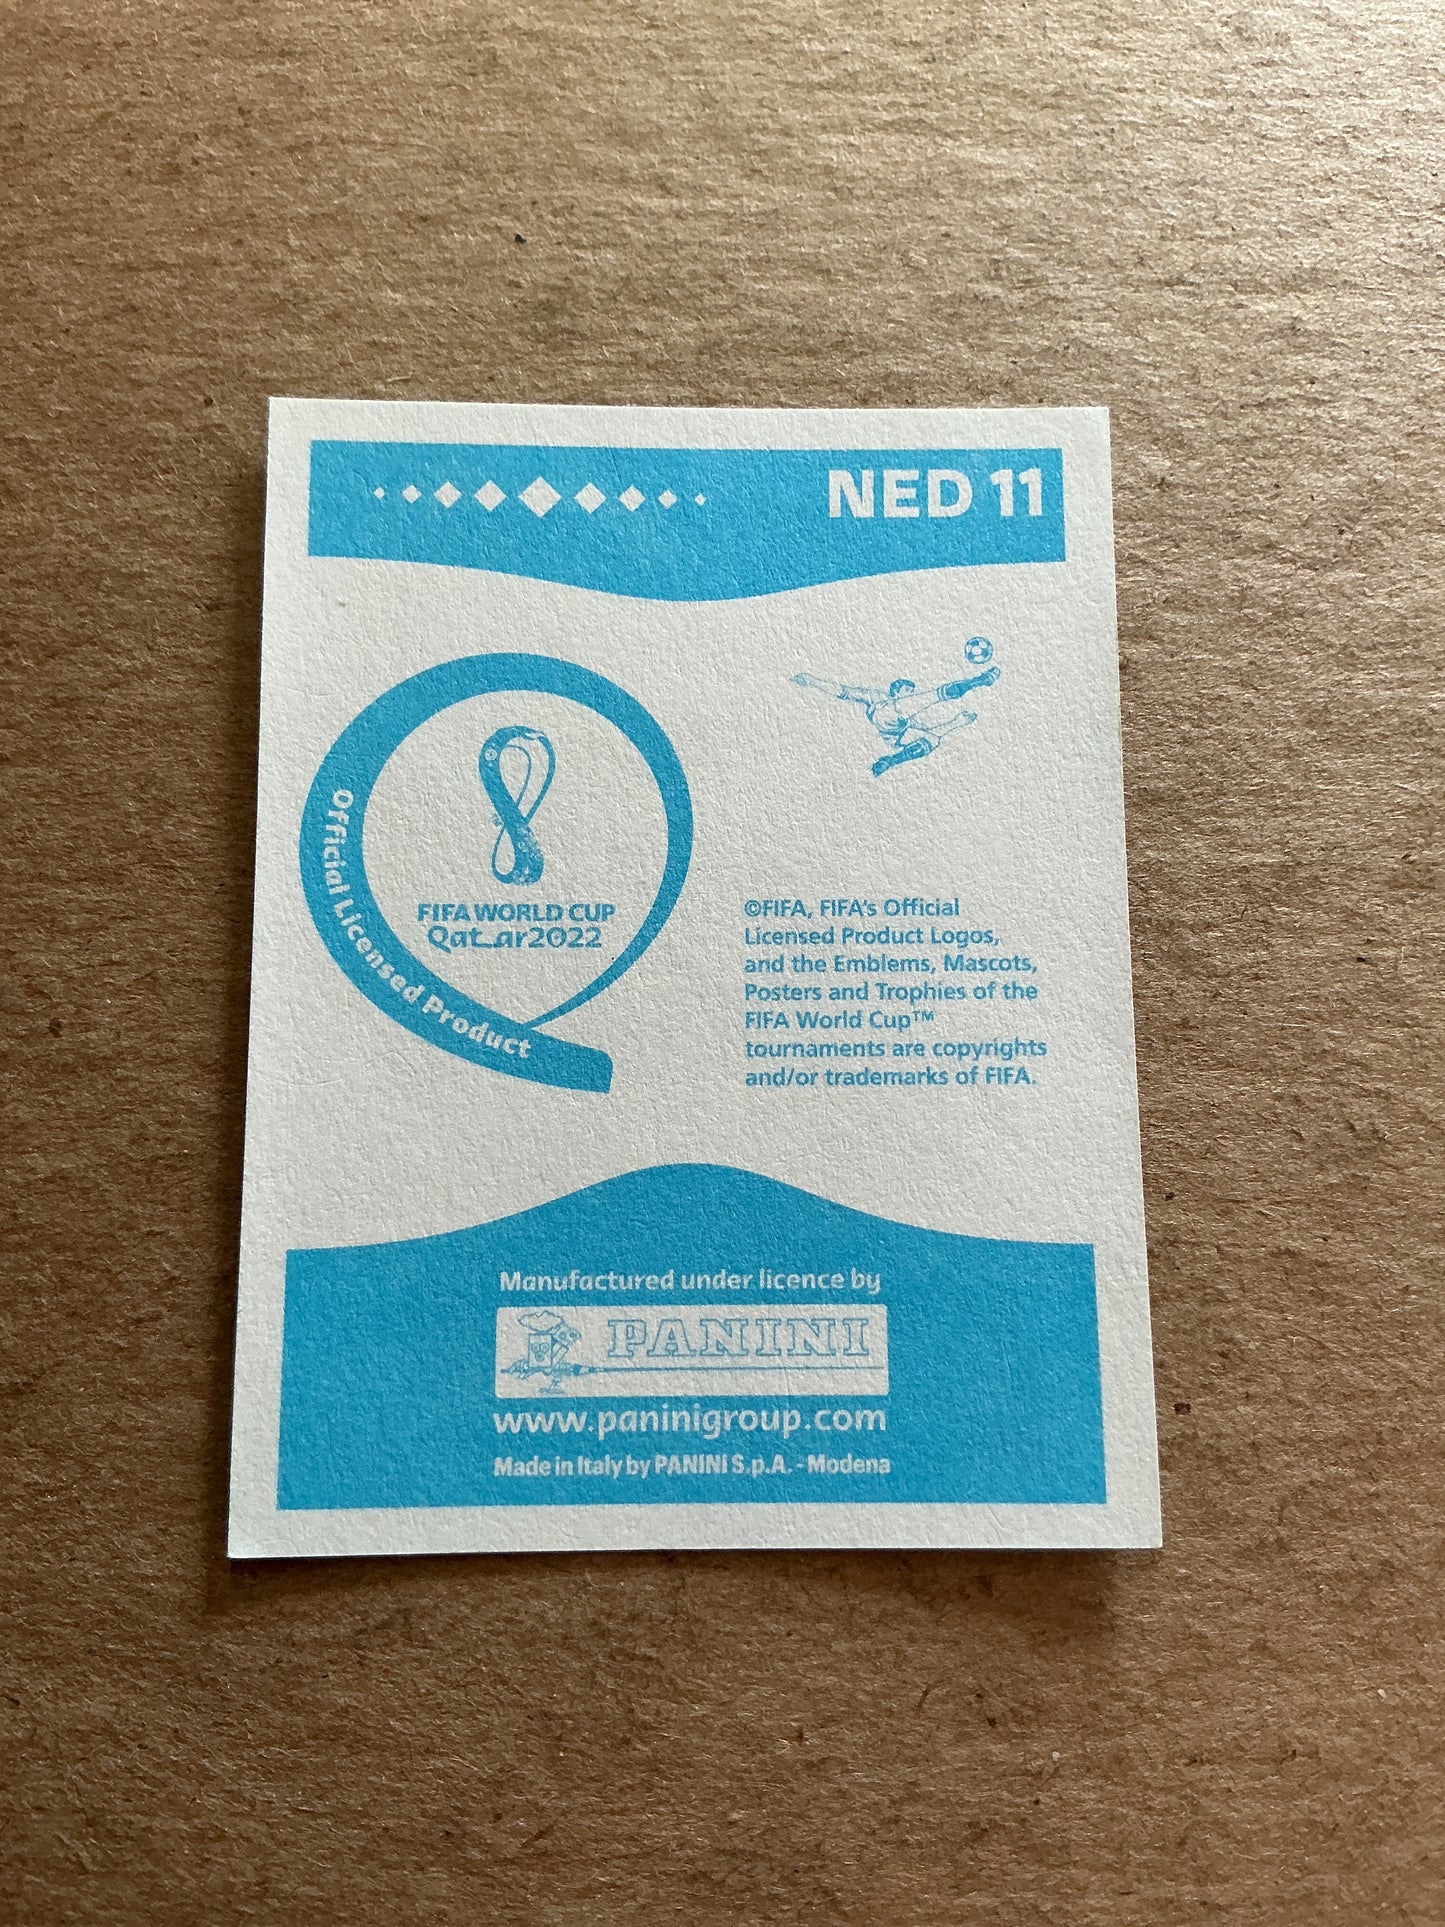 NED 11
Official Licensed Product
FIFA WORLD CUP
Qatar2022
©FIFA, FIFA's Official
Licensed Product Logos,
and the Emblems, Mascots,
Posters and Trophies of the
FIFA World Cup™
tournaments are copyrights
and/or trademarks of FIFA.
Manufactured under licence by
PANINI
www.paninigroup.com
Made in Italy by PANINI S.p.A. - Modena